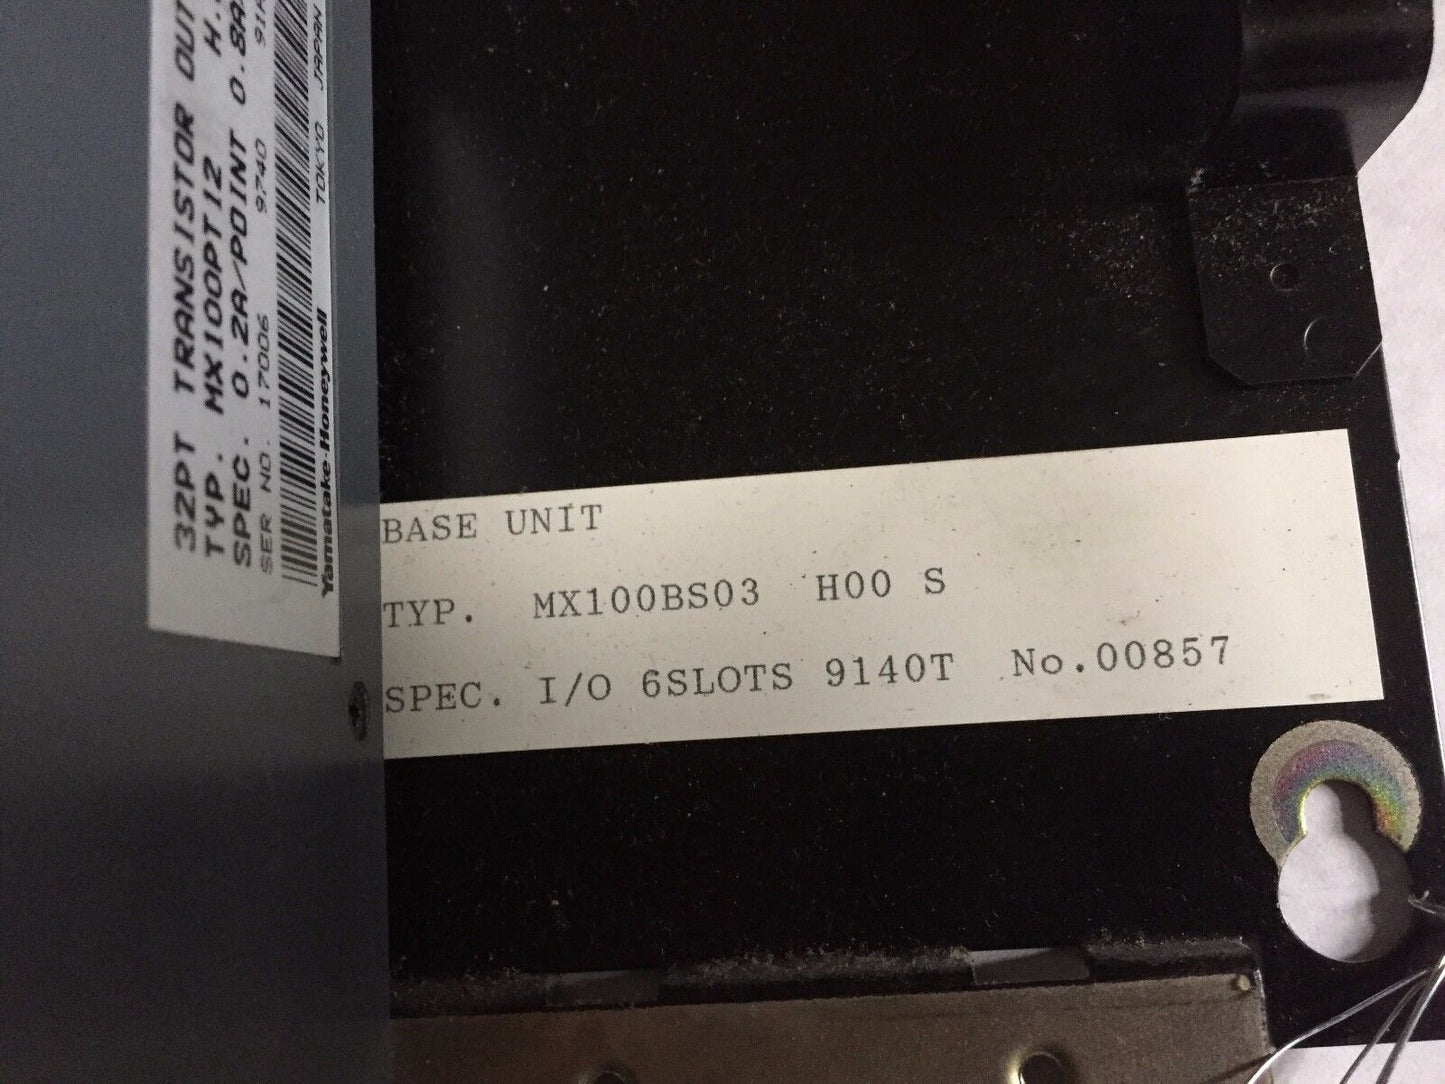 32PT TRANSISTOR OUT
TYP. MX100PT12 H.
SPEC. 0.2A/POINT 0.8A
SER NO. 17006 9740
Yamatake-Honeywell TOKYO JAPAN
BASE UNIT
TYP. MX100BS03 H00 S
SPEC. I/O 6SLOTS 9140T No.00857